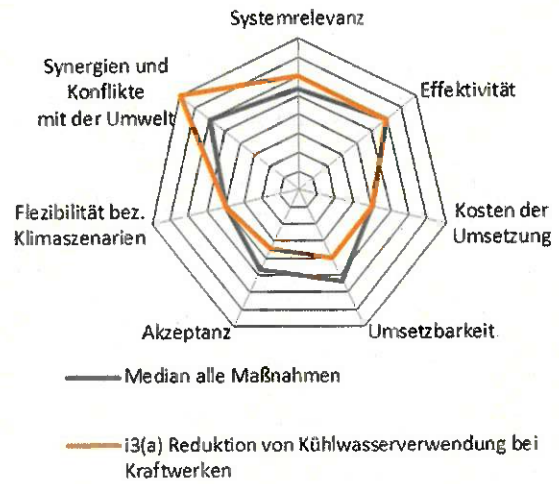 Systemrelevanz
Synergien und
Konflikte
mit der Umwelt
Effektivität
Flezibilität bez.
Klimaszenarien
Kosten der
Umsetzung
Akzeptanz
Umsetzbarkeit
Median alle Maßnahmen
i3(a) Reduktion von Kühlwasserverwendung bei
Kraftwerken